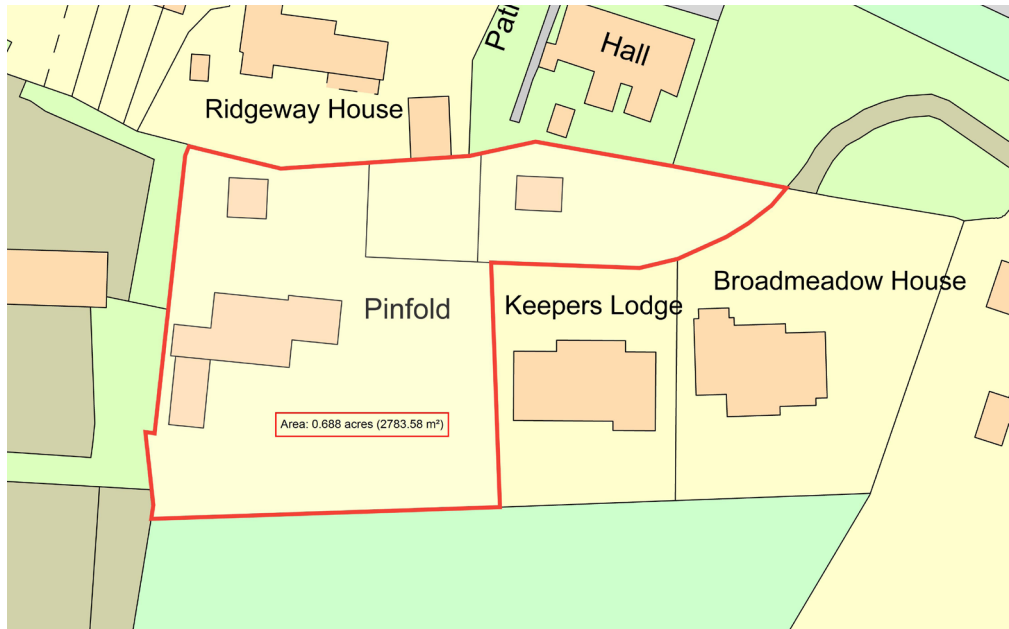 Hall
Ridgeway House
Pinfold
Keepers Lodge
Broadmeadow House
Area: 0.688 acres (2783.58 m²)